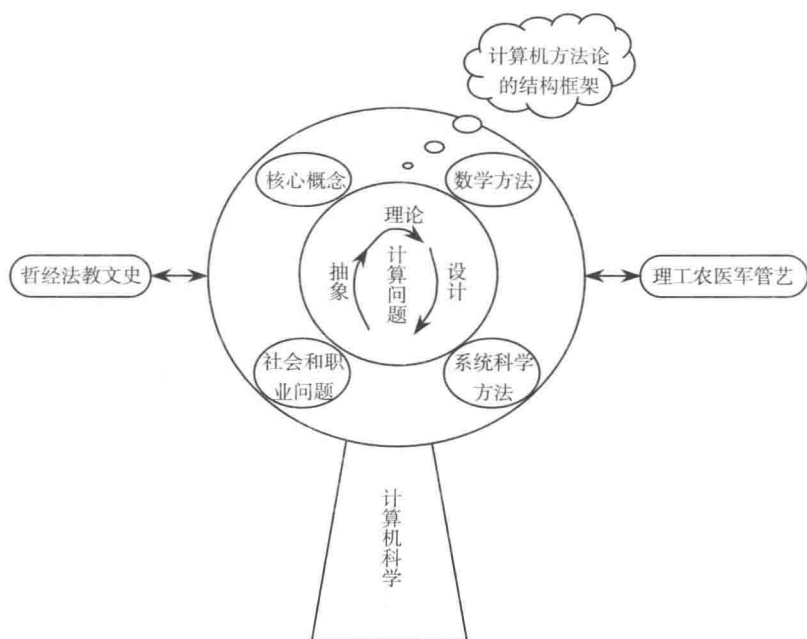 计算机方法论
的结构框架
核心概念
数学方法
理论
抽象
计算问题
设计
哲经法教文史
理工农医军管艺
社会和职
业问题
系统科学
方法
计算机科学